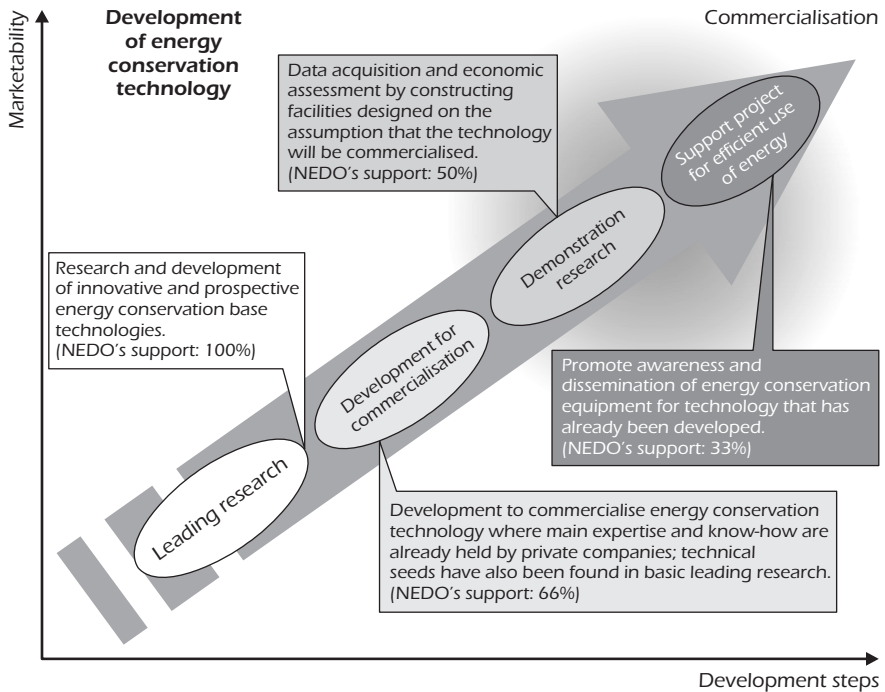 Marketability
Development
of energy
conservation
technology
Commercialisation
Data acquisition and economic
assessment by constructing
facilities designed on the
assumption that the technology
will be commercialised.
(NEDO's support: 50%)
Support project
for efficient use
of energy
Demonstration
research
Research and development
of innovative and prospective
energy conservation base
technologies.
(NEDO's support: 100%)
Development for
commercialisation
Promote awareness and
dissemination of energy conservation
equipment for technology that has
already been developed.
(NEDO's support: 33%)
Leading research
Development to commercialise energy conservation
technology where main expertise and know-how are
already held by private companies; technical
seeds have also been found in basic leading research.
(NEDO's support: 66%)
Development steps